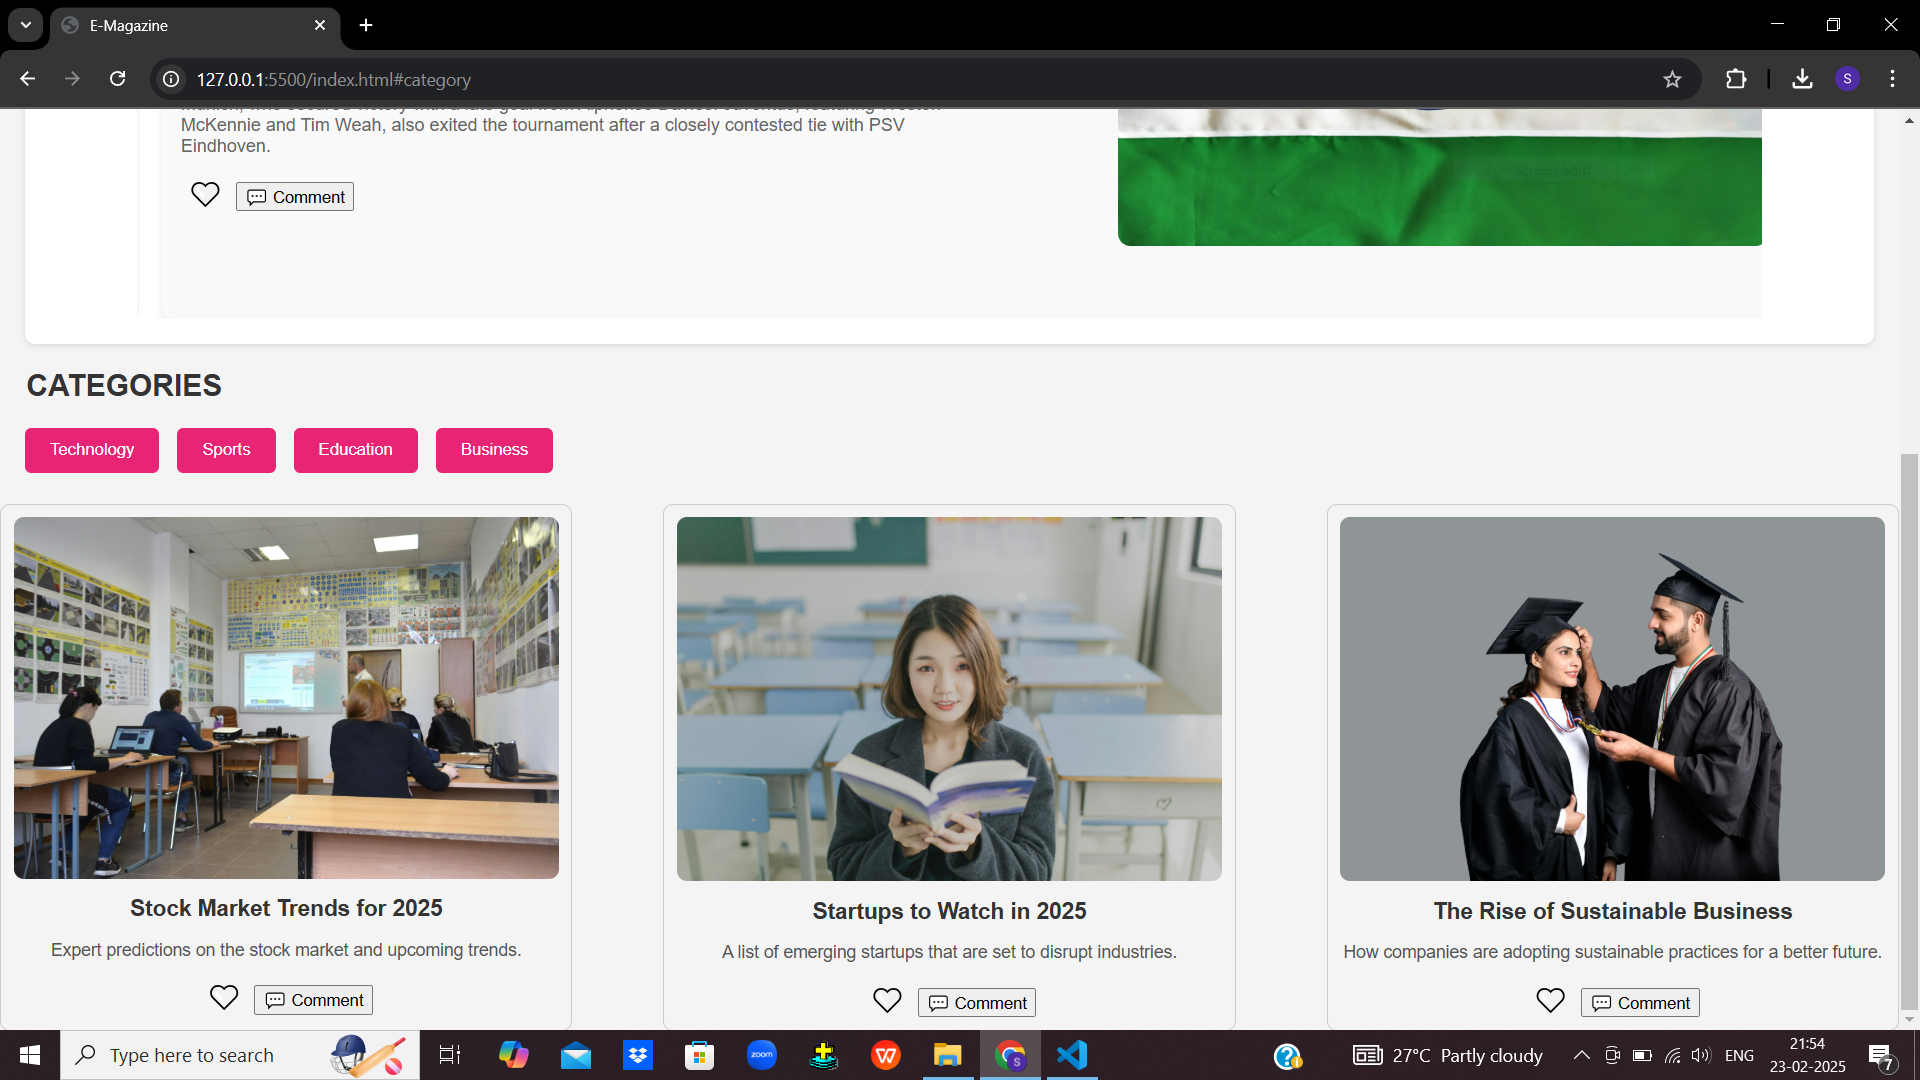 E-Magazine
127.0.0.1:5500/index.html#category
McKennie and Tim Weah, also exited the tournament after a closely contested tie with PSV
Eindhoven.
Comment
CATEGORIES
Technology
Sports
Education
Business
Stock Market Trends for 2025
Expert predictions on the stock market and upcoming trends.
Comment
Startups to Watch in 2025
A list of emerging startups that are set to disrupt industries.
Comment
The Rise of Sustainable Business
How companies are adopting sustainable practices for a better future.
Comment
Type here to search
zoom
27°C Partly cloudy
ENG
21:54
23-02-2025
7